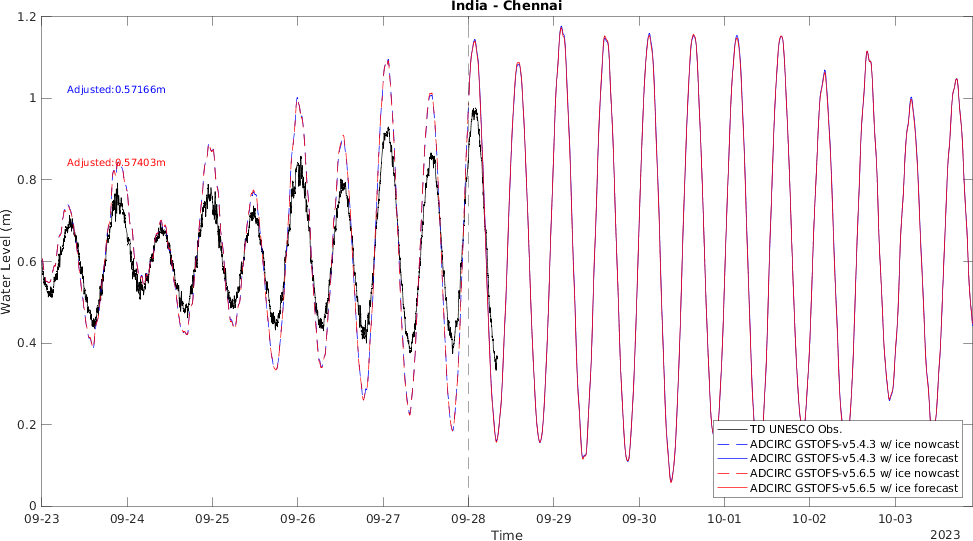 India - Chennai
1.2
1
0.8
0.6
0.4
0.2
0
Water Level (m)
Adjusted:0.57166m
Adjusted:0.57403m
TD UNESCO Obs.
ADCIRC GSTOFS-v5.4.3 w/ ice nowcast
ADCIRC GSTOFS-v5.4.3 w/ ice forecast
ADCIRC GSTOFS-v5.6.5 w/ ice nowcast
ADCIRC GSTOFS-v5.6.5 w/ ice forecast
09-23 09-24 09-25 09-26 09-27 09-28 09-29 09-30 10-01 10-02 10-03
Time
2023